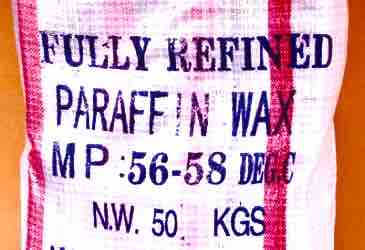 FULLY REFINED
PARAFFIN WAX
MP:56-58 DEG.C
N.W. 50 KGS